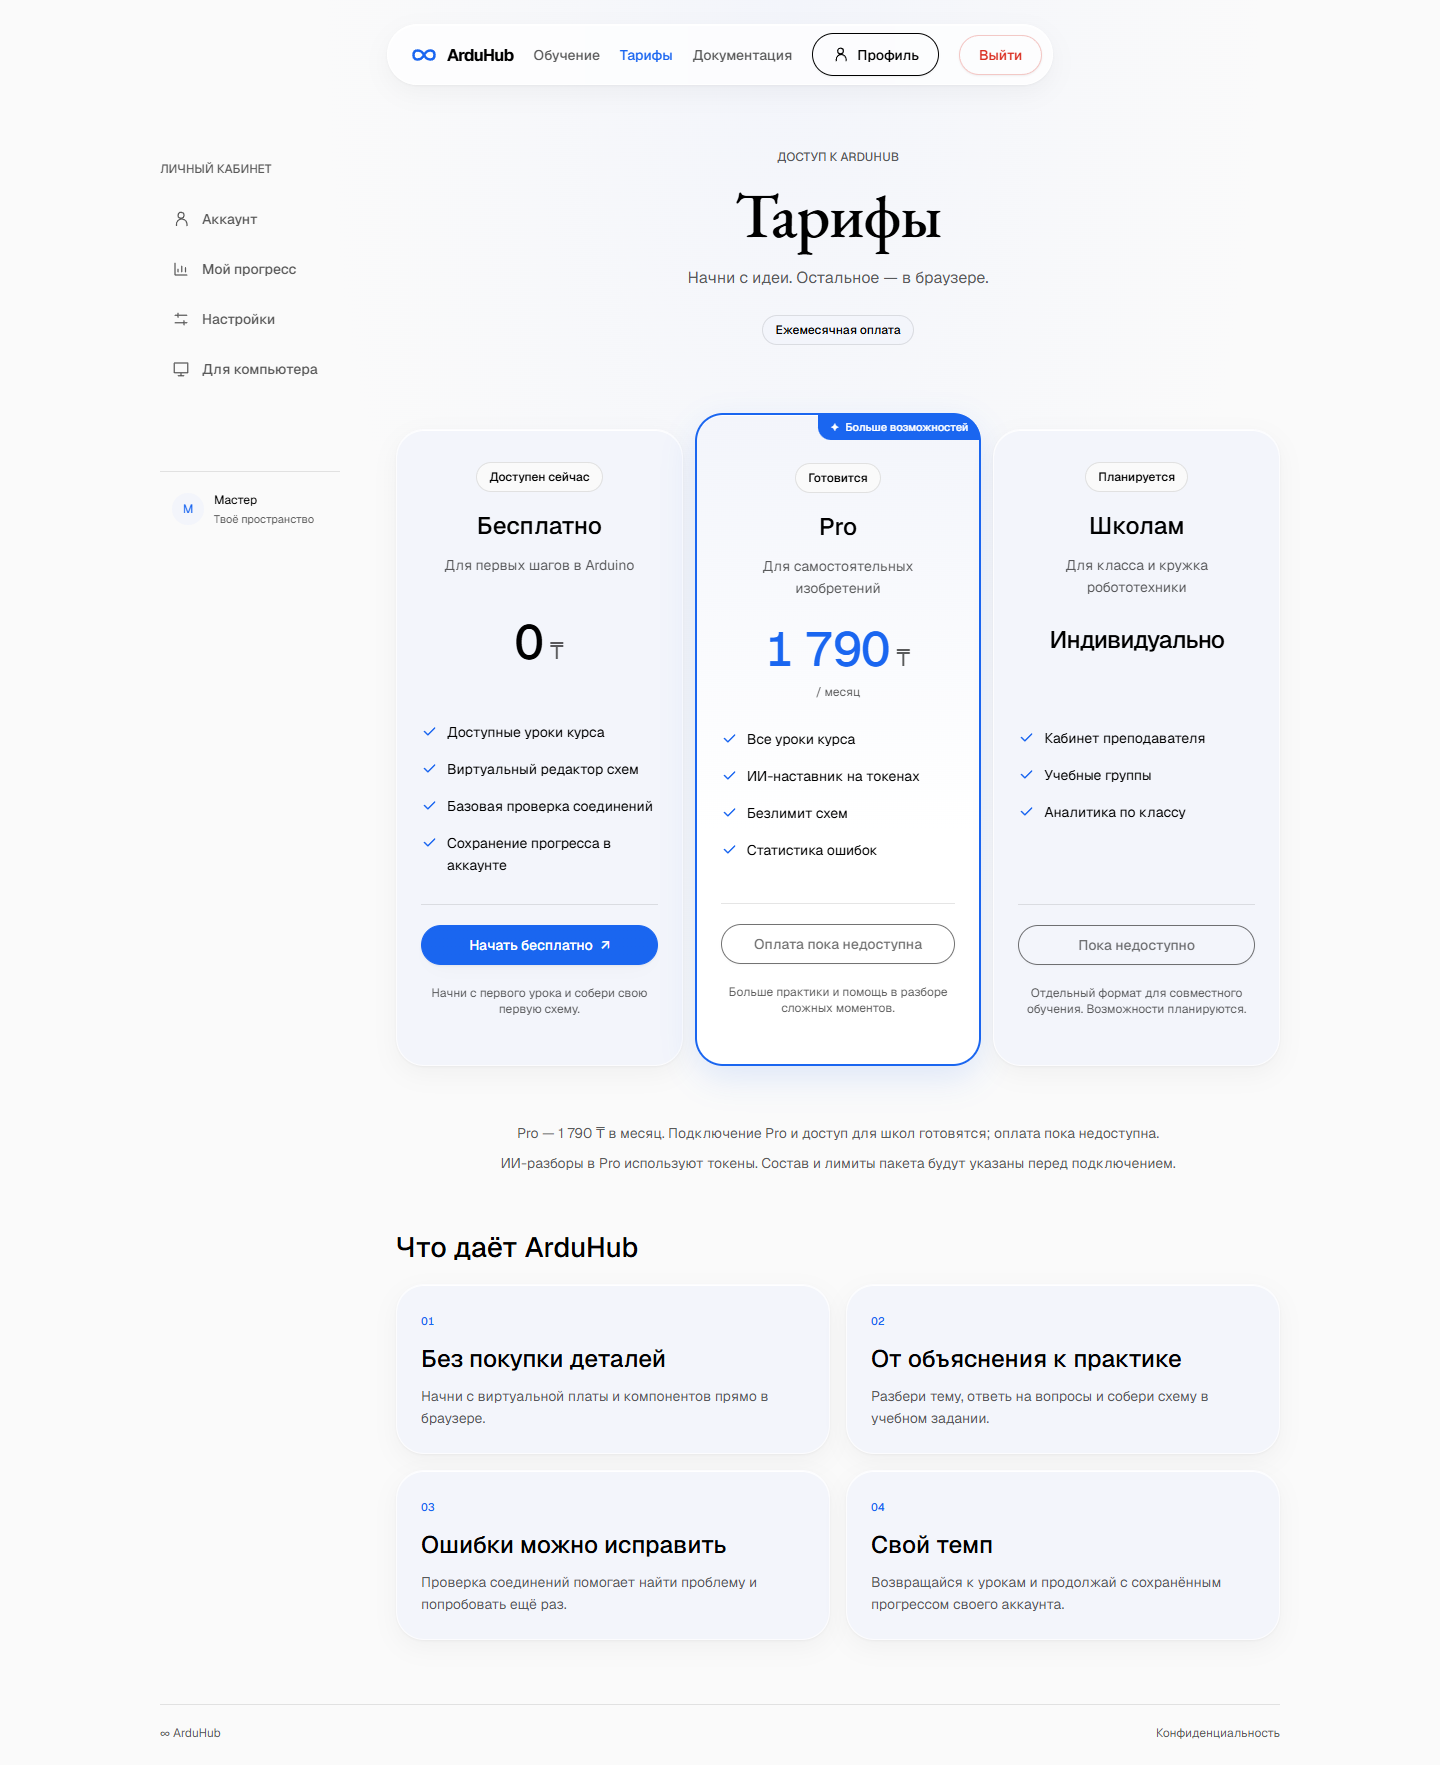 ArduHub
Обучение
Тарифы
Документация
Профиль
Выйти
ЛИЧНЫЙ КАБИНЕТ
Аккаунт
Мой прогресс
Настройки
Для компьютера
М
Мастер
Твоё пространство
ДОСТУП К ARDUHUB
Тарифы
Начни с идеи. Остальное — в браузере.
Ежемесячная оплата
Доступен сейчас
Бесплатно
Для первых шагов в Arduino
0 ₸
Доступные уроки курса
Виртуальный редактор схем
Базовая проверка соединений
Сохранение прогресса в
аккаунте
Начать бесплатно
Начни с первого урока и собери свою
первую схему.
Больше возможностей
Готовится
Pro
Для самостоятельных
изобретений
1 790 ₸
/ месяц
Все уроки курса
ИИ-наставник на токенах
Безлимит схем
Статистика ошибок
Оплата пока недоступна
Больше практики и помощь в разборе
сложных моментов.
Планируется
Школам
Для класса и кружка
робототехники
Индивидуально
Кабинет преподавателя
Учебные группы
Аналитика по классу
Пока недоступно
Отдельный формат для совместного
обучения. Возможности планируются.
Pro — 1 790 ₸ в месяц. Подключение Pro и доступ для школ готовятся; оплата пока недоступна.
ИИ-разборы в Pro используют токены. Состав и лимиты пакета будут указаны перед подключением.
Что даёт ArduHub
01
Без покупки деталей
Начни с виртуальной платы и компонентов прямо в
браузере.
02
От объяснения к практике
Разбери тему, ответь на вопросы и собери схему в
учебном задании.
03
Ошибки можно исправить
Проверка соединений помогает найти проблему и
попробовать ещё раз.
04
Свой темп
Возвращайся к урокам и продолжай с сохранённым
прогрессом своего аккаунта.
∞ ArduHub
Конфиденциальность